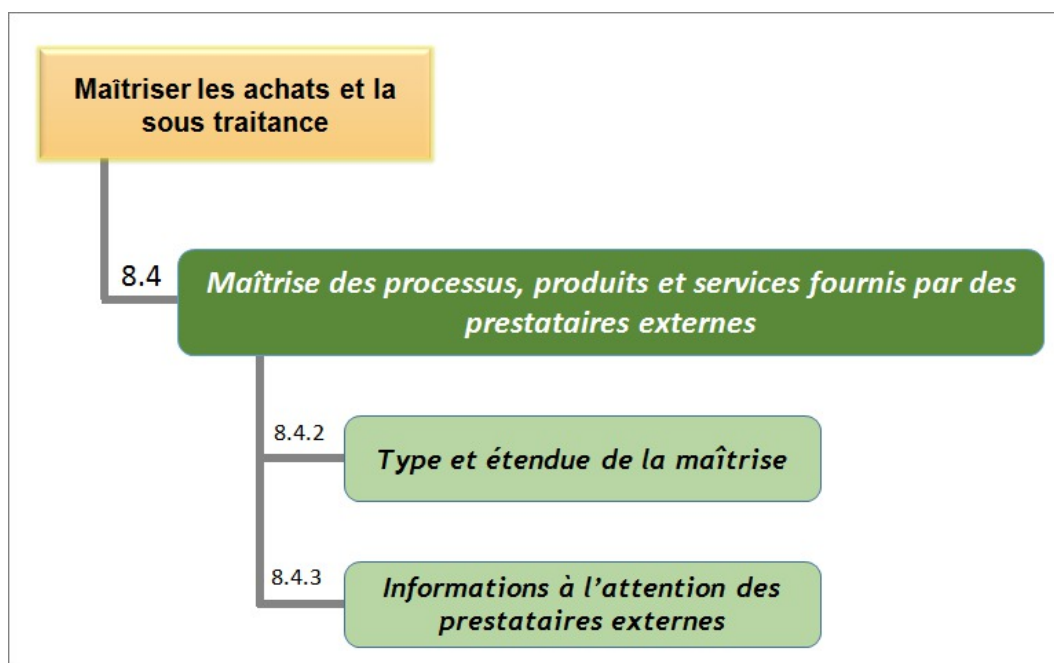 Maîtriser les achats et la
sous traitance
8.4
Maîtrise des processus, produits et services fournis par des
prestataires externes
8.4.2
Type et étendue de la maîtrise
8.4.3
Informations à l’attention des
prestataires externes